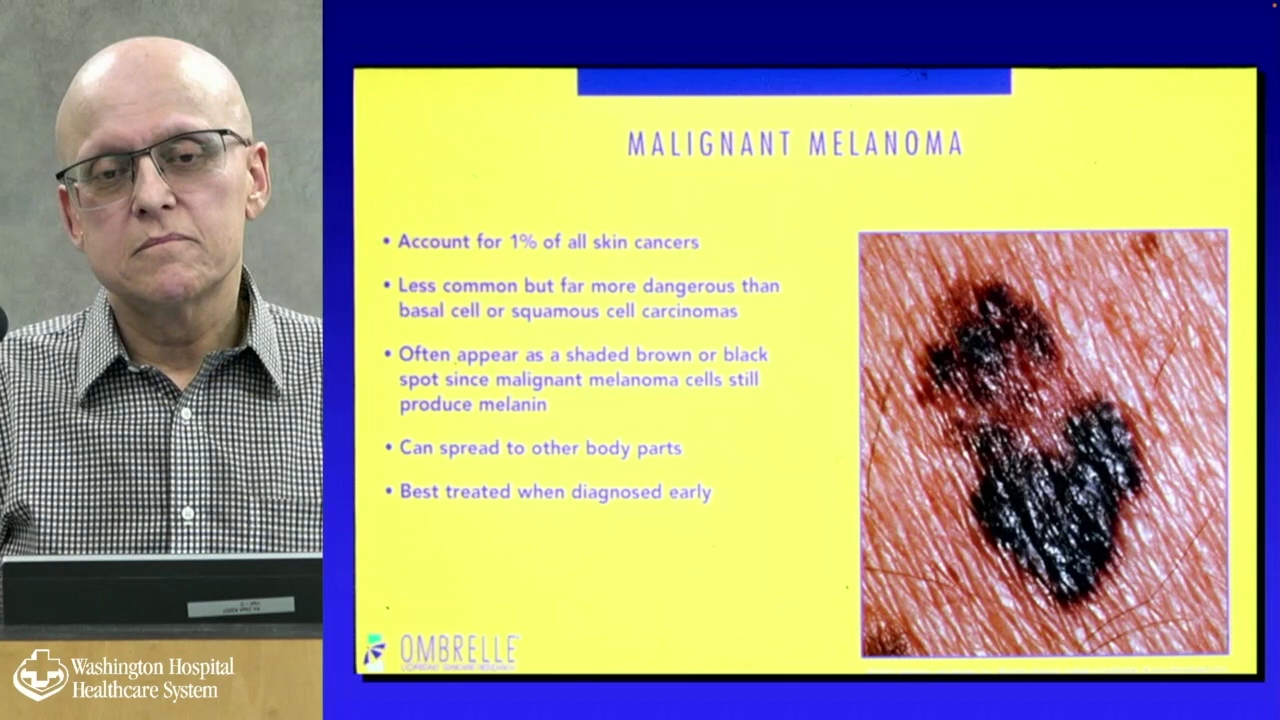 MALIGNANT MELANOMA
• Account for 1% of all skin cancers
• Less common but far more dangerous than
basal cell or squamous cell carcinomas
• Often appear as a shaded brown or black
spot since malignant melanoma cells still
produce melanin
• Can spread to other body parts
• Best treated when diagnosed early
OMBRELLE
Washington Hospital
Healthcare System